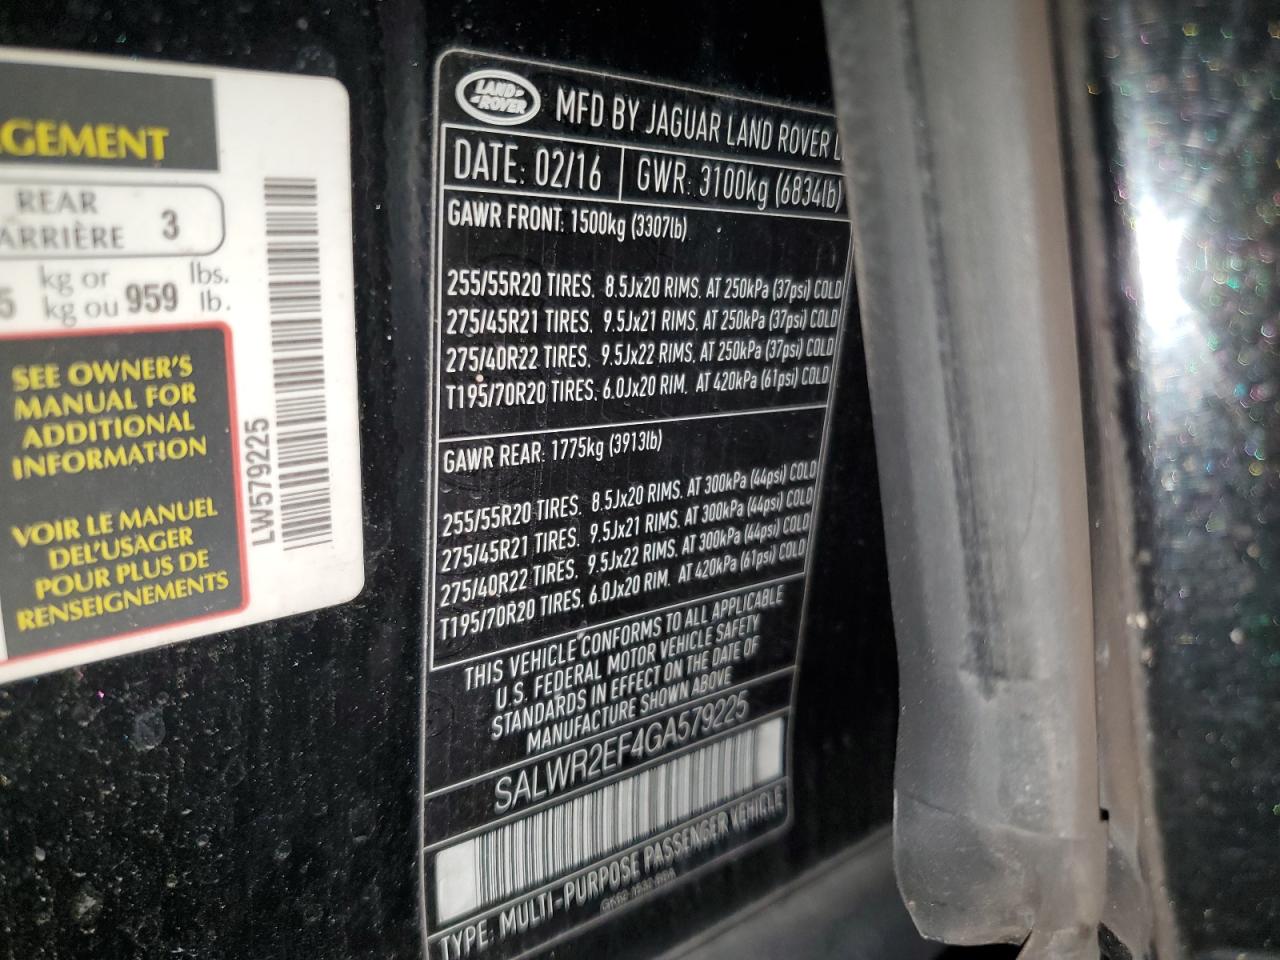 GEMENT
REAR
ARRIÈRE 3
5 kg or lbs.
kg ou 959 lb.
SEE OWNER'S
MANUAL FOR
ADDITIONAL
INFORMATION
VOIR LE MANUEL
DEL'USAGER
POUR PLUS DE
RENSEIGNEMENTS
LW579225
LAND
ROVER
MFD BY JAGUAR LAND ROVER L
DATE: 02/16 GWR: 3100kg (6834lb)
GAWR FRONT: 1500kg (3307lb)
255/55R20 TIRES, 8.5Jx20 RIMS, AT 250kPa (37psi) COLD
275/45R21 TIRES, 9.5Jx21 RIMS, AT 250kPa (37psi) COLD
275/40R22 TIRES, 9.5Jx22 RIMS, AT 250kPa (37psi) COLD
T195/70R20 TIRES, 6.0Jx20 RIM, AT 420kPa (61psi) COLD
GAWR REAR: 1775kg (3913lb)
255/55R20 TIRES, 8.5Jx20 RIMS, AT 300kPa (44psi) COLD
275/45R21 TIRES, 9.5Jx21 RIMS, AT 300kPa (44psi) COLD
275/40R22 TIRES, 9.5Jx22 RIMS, AT 300kPa (44psi) COLD
T195/70R20 TIRES, 6.0Jx20 RIM, AT 420kPa (61psi) COLD
THIS VEHICLE CONFORMS TO ALL APPLICABLE
U.S. FEDERAL MOTOR VEHICLE SAFETY
STANDARDS IN EFFECT ON THE DATE OF
MANUFACTURE SHOWN ABOVE
SALWR2EF4GA579225
TYPE: MULTI-PURPOSE PASSENGER VEHICLE